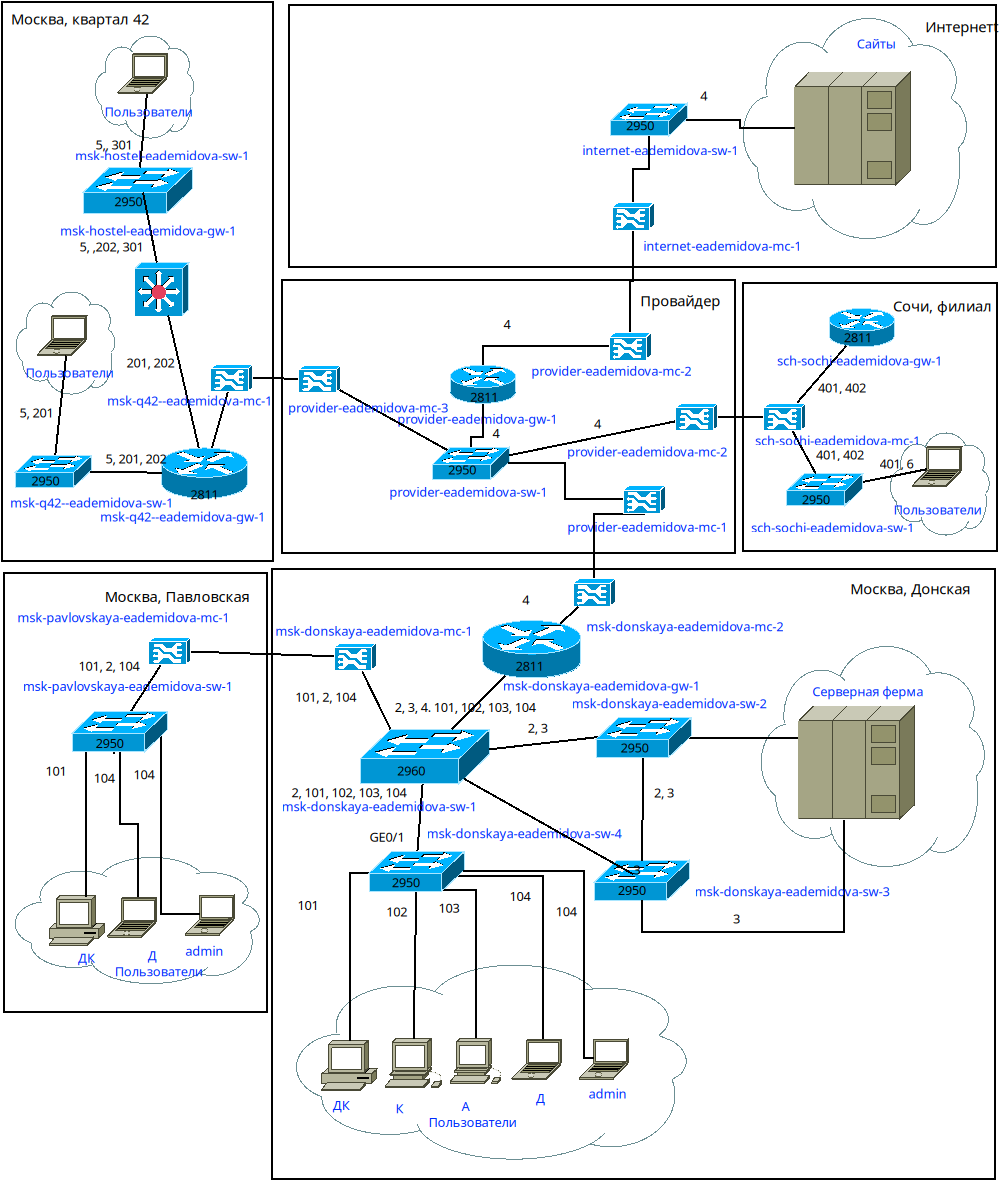 Москва, квартал 42
Пользователи
5,, 301
msk-hostel-eademidova-sw-1
2950
msk-hostel-eademidova-gw-1
5, ,202, 301
201, 202
Пользователи
msk-q42--eademidova-mc-1
5, 201
5, 201, 202
2950
2811
msk-q42--eademidova-sw-1
msk-q42--eademidova-gw-1
Интернетt
Сайты
4
2950
internet-eademidova-sw-1
internet-eademidova-mc-1
Провайдер
4
provider-eademidova-mc-2
2811
provider-eademidova-mc-3
provider-eademidova-gw-1
4
4
provider-eademidova-mc-2
2950
provider-eademidova-sw-1
provider-eademidova-mc-1
Сочи, филиал
2811
sch-sochi-eademidova-gw-1
401, 402
sch-sochi-eademidova-mc-1
401, 402
401, 6
2950
Пользователи
sch-sochi-eademidova-sw-1
Москва, Павловская
msk-pavlovskaya-eademidova-mc-1
101, 2, 104
msk-pavlovskaya-eademidova-sw-1
2950
101
104
104
ДК
Д
admin
Пользователи
Москва, Донская
4
msk-donskaya-eademidova-mc-2
msk-donskaya-eademidova-mc-1
2811
msk-donskaya-eademidova-gw-1
101, 2, 104
2, 3, 4. 101, 102, 103, 104
msk-donskaya-eademidova-sw-2
Серверная ферма
2, 3
2950
2960
2, 101, 102, 103, 104
msk-donskaya-eademidova-sw-1
2, 3
GE0/1
msk-donskaya-eademidova-sw-4
3
2950
2950
msk-donskaya-eademidova-sw-3
101
102
103
104
104
3
ДК
К
А
Д
admin
Пользователи